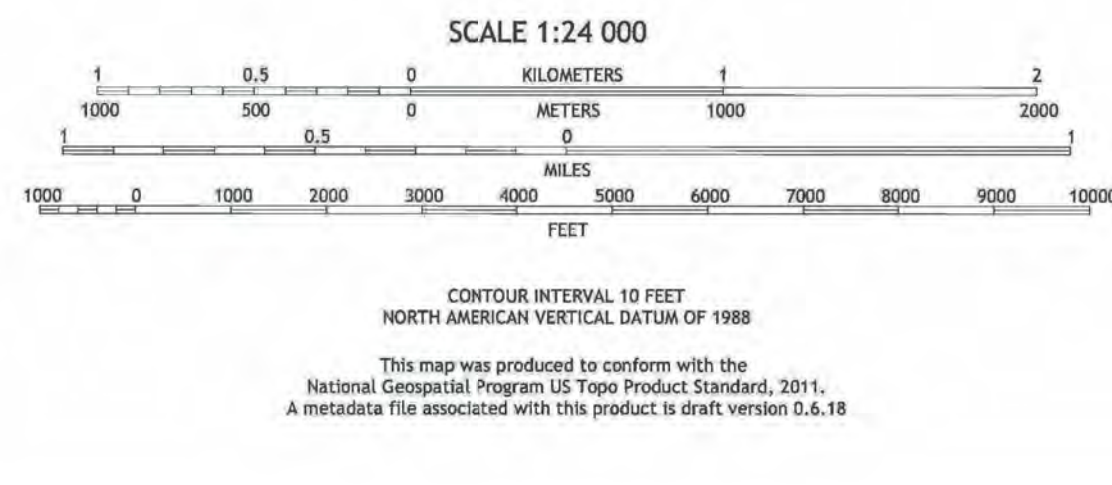 SCALE 1:24 000
1 0.5 0 KILOMETERS 1 2
1000 500 0 METERS 1000 2000
1 0.5 0 1
MILES
1000 0 1000 2000 3000 4000 5000 6000 7000 8000 9000 10000
FEET
CONTOUR INTERVAL 10 FEET
NORTH AMERICAN VERTICAL DATUM OF 1988
This map was produced to conform with the
National Geospatial Program US Topo Product Standard, 2011.
A metadata file associated with this product is draft version 0.6.18